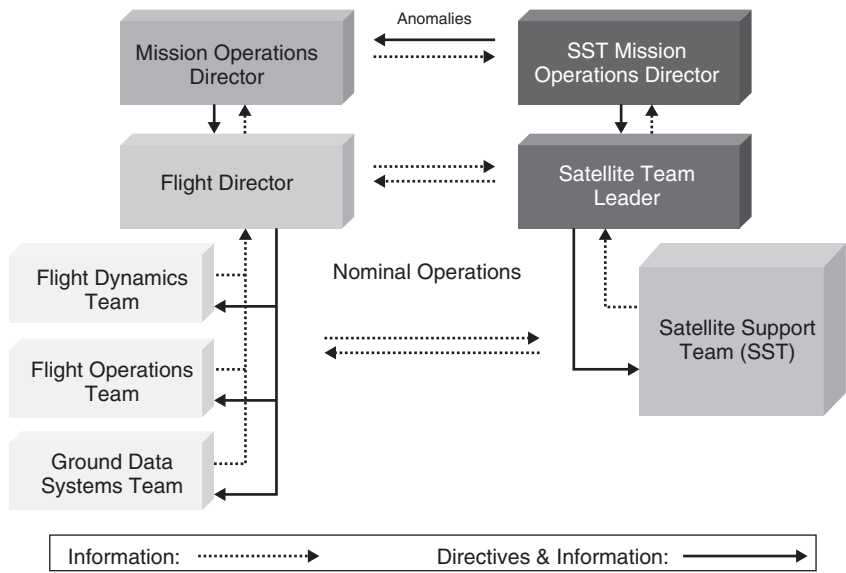 Anomalies
Mission Operations
Director
SST Mission
Operations Director
Flight Director
Satellite Team
Leader
Flight Dynamics
Team
Nominal Operations
Flight Operations
Team
Satellite Support
Team (SST)
Ground Data
Systems Team
Information:
Directives & Information: